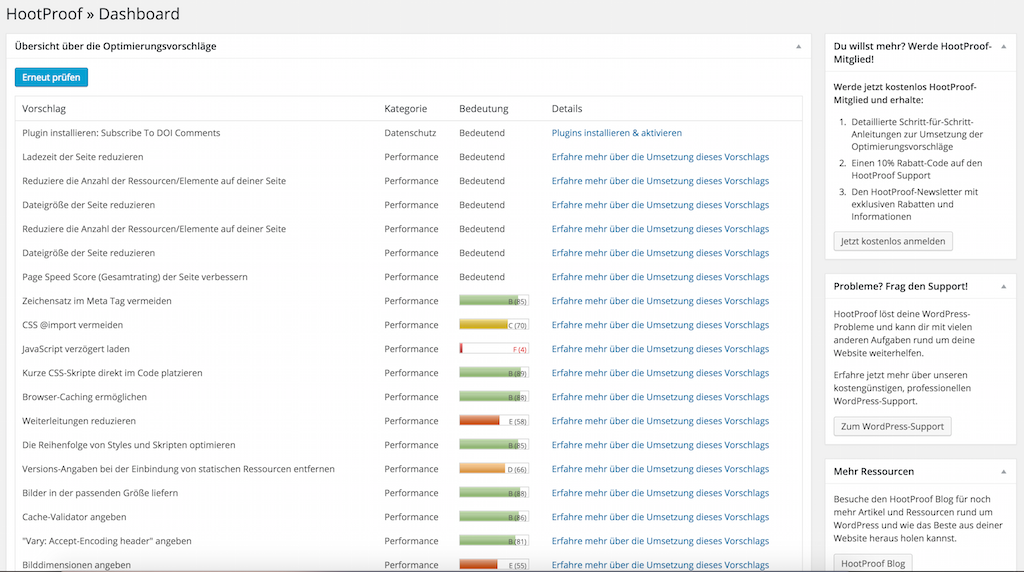 HootProof » Dashboard
Übersicht über die Optimierungsvorschläge
Erneut prüfen
Vorschlag Kategorie Bedeutung Details
Plugin installieren: Subscribe To DOI Comments Datenschutz Bedeutend Plugins installieren & aktivieren
Ladezeit der Seite reduzieren Performance Bedeutend Erfahre mehr über die Umsetzung dieses Vorschlags
Reduziere die Anzahl der Ressourcen/Elemente auf deiner Seite Performance Bedeutend Erfahre mehr über die Umsetzung dieses Vorschlags
Dateigröße der Seite reduzieren Performance Bedeutend Erfahre mehr über die Umsetzung dieses Vorschlags
Reduziere die Anzahl der Ressourcen/Elemente auf deiner Seite Performance Bedeutend Erfahre mehr über die Umsetzung dieses Vorschlags
Dateigröße der Seite reduzieren Performance Bedeutend Erfahre mehr über die Umsetzung dieses Vorschlags
Page Speed Score (Gesamtrating) der Seite verbessern Performance Bedeutend Erfahre mehr über die Umsetzung dieses Vorschlags
Zeichensatz im Meta Tag vermeiden Performance B (85) Erfahre mehr über die Umsetzung dieses Vorschlags
CSS @import vermeiden Performance C (70) Erfahre mehr über die Umsetzung dieses Vorschlags
JavaScript verzögert laden Performance F (4) Erfahre mehr über die Umsetzung dieses Vorschlags
Kurze CSS-Skripte direkt im Code platzieren Performance B (89) Erfahre mehr über die Umsetzung dieses Vorschlags
Browser-Caching ermöglichen Performance B (88) Erfahre mehr über die Umsetzung dieses Vorschlags
Weiterleitungen reduzieren Performance E (58) Erfahre mehr über die Umsetzung dieses Vorschlags
Die Reihenfolge von Styles und Skripten optimieren Performance B (85) Erfahre mehr über die Umsetzung dieses Vorschlags
Versions-Angaben bei der Einbindung von statischen Ressourcen entfernen Performance D (66) Erfahre mehr über die Umsetzung dieses Vorschlags
Bilder in der passenden Größe liefern Performance B (88) Erfahre mehr über die Umsetzung dieses Vorschlags
Cache-Validator angeben Performance B (86) Erfahre mehr über die Umsetzung dieses Vorschlags
"Vary: Accept-Encoding header" angeben Performance B (81) Erfahre mehr über die Umsetzung dieses Vorschlags
Bilddimensionen angeben Performance E (55) Erfahre mehr über die Umsetzung dieses Vorschlags
Du willst mehr? Werde HootProof-
Mitglied!
Werde jetzt kostenlos HootProof-
Mitglied und erhalte:
1. Detaillierte Schritt-für-Schritt-
Anleitungen zur Umsetzung der
Optimierungsvorschläge
2. Einen 10% Rabatt-Code auf den
HootProof Support
3. Den HootProof-Newsletter mit
exklusiven Rabatten und
Informationen
Jetzt kostenlos anmelden
Probleme? Frag den Support!
HootProof löst deine WordPress-
Probleme und kann dir mit vielen
anderen Aufgaben rund um deine
Website weiterhelfen.
Erfahre jetzt mehr über unseren
kostengünstigen, professionellen
WordPress-Support.
Zum WordPress-Support
Mehr Ressourcen
Besuche den HootProof Blog für noch
mehr Artikel und Ressourcen rund um
WordPress und wie das Beste aus deiner
Website heraus holen kannst.
HootProof Blog